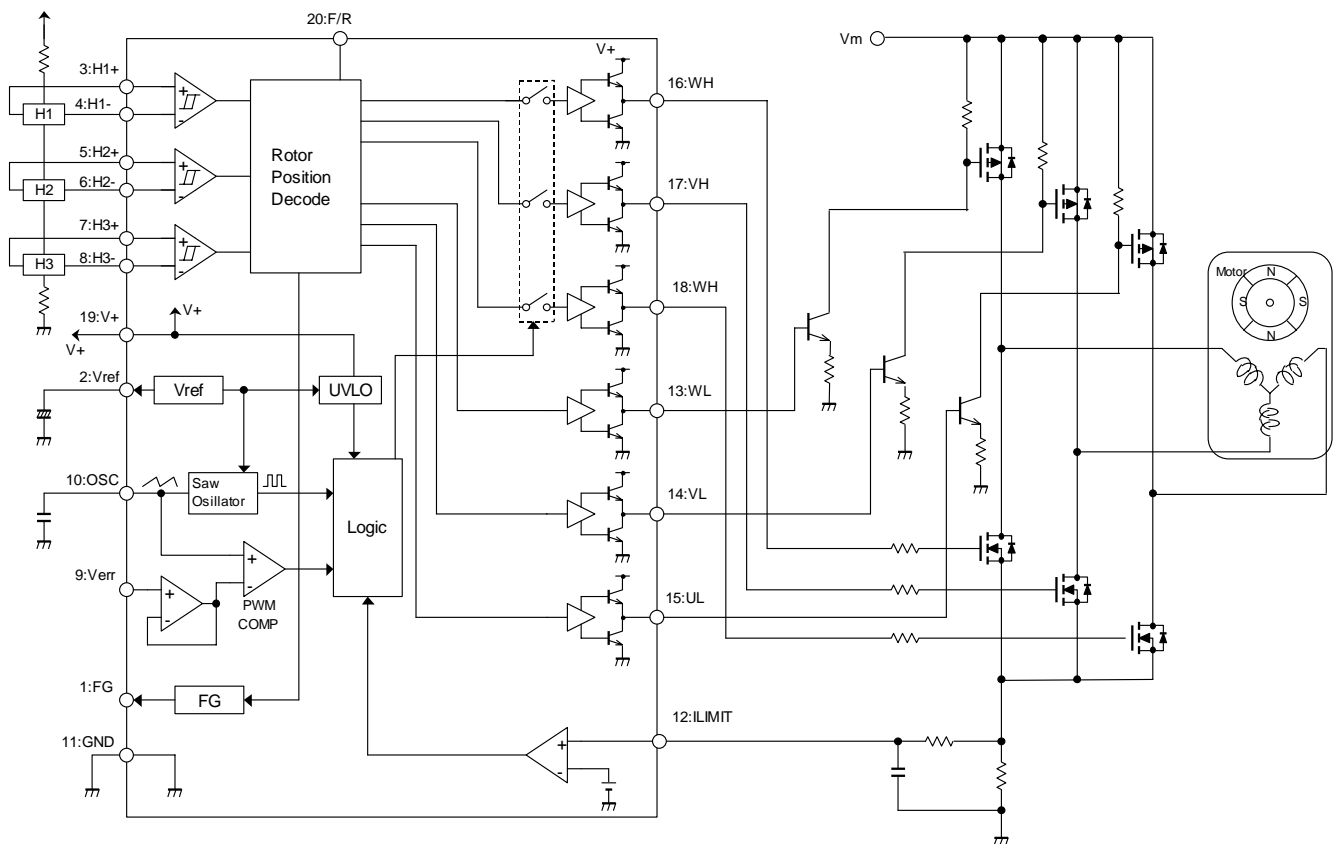 20:F/R
Vm
V+
3:H1+
16:WH
4:H1-
H1
5:H2+
Rotor
Position
Decode
6:H2-
H2
17:VH
7:H3+
8:H3-
H3
18:WH
Motor
N
S
S
N
19:V+
V+
V+
2:Vref
Vref
UVLO
13:WL
10:OSC
Saw
Osillator
Logic
14:VL
9:Verr
+
-
+
-
PWM
COMP
15:UL
1:FG
FG
12:ILIMIT
11:GND
+
-